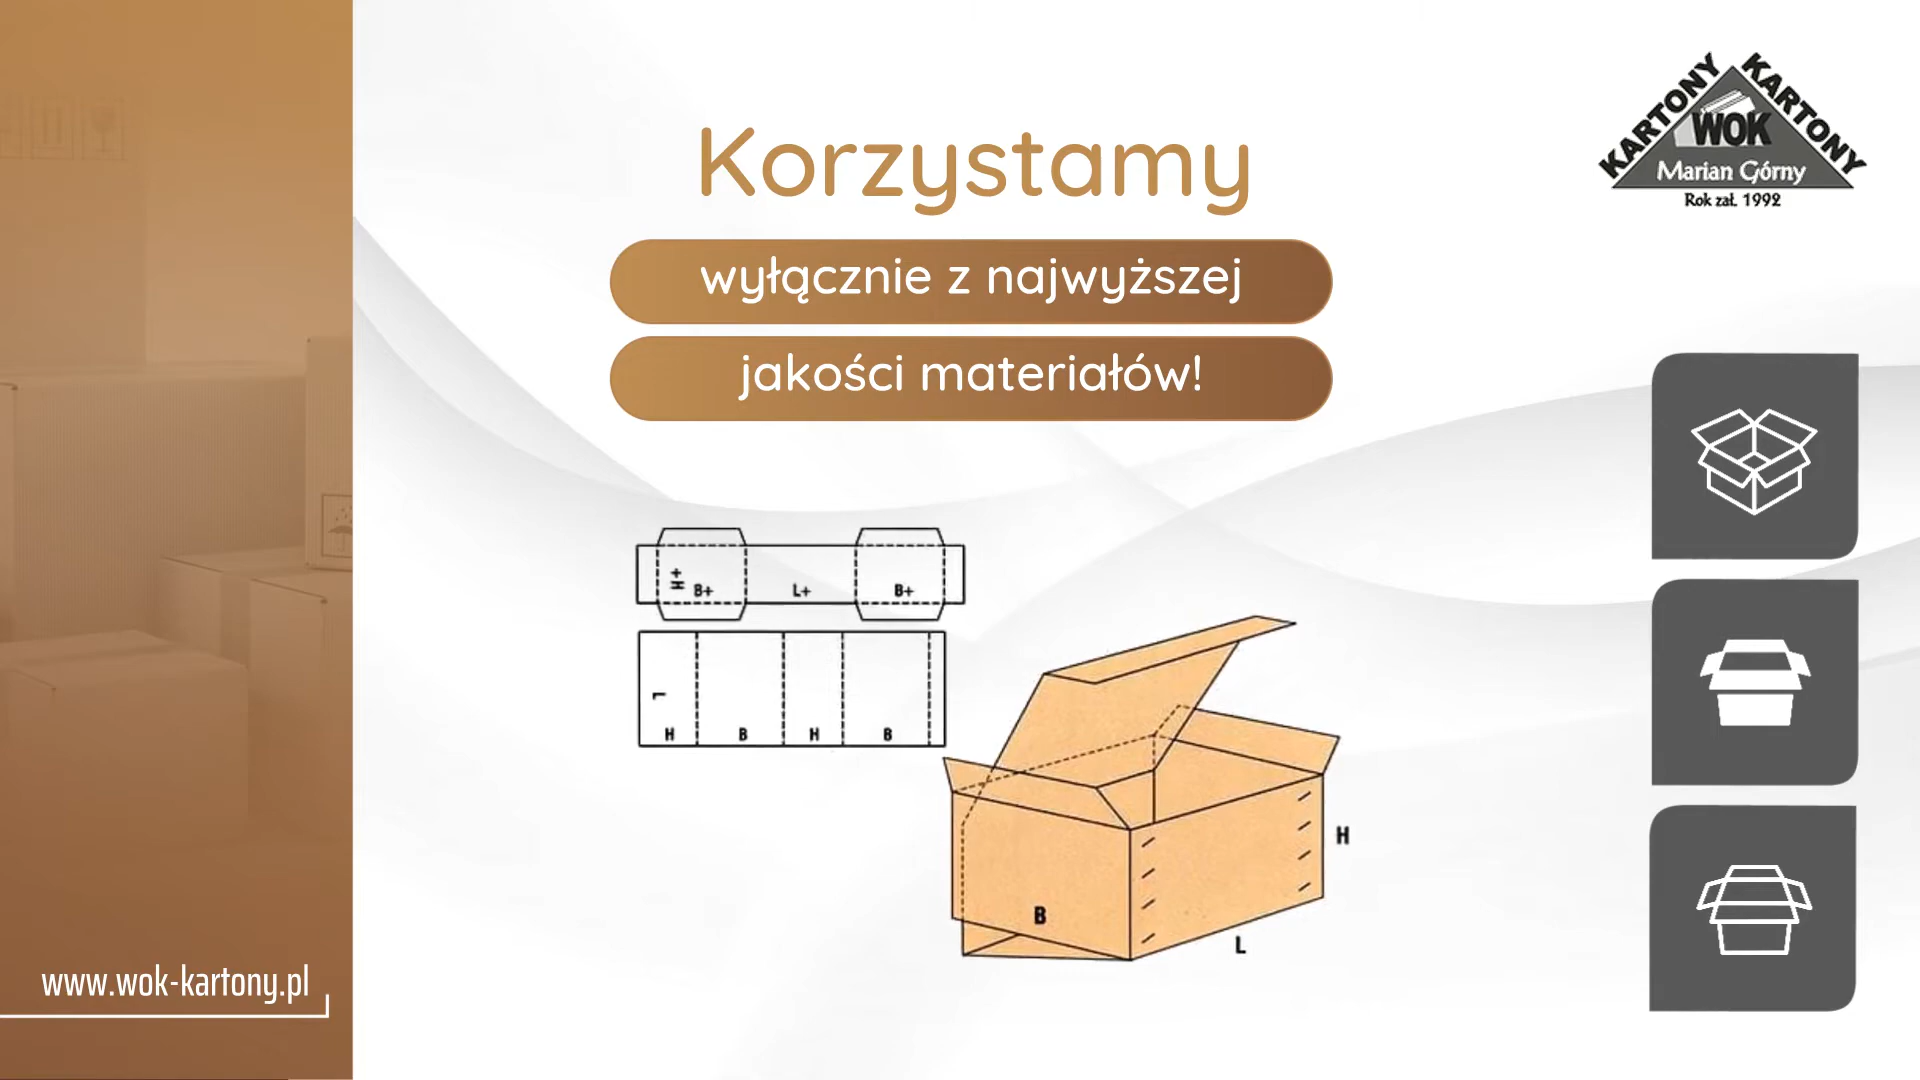 KARTONY KARTONY
WOK
Marian Górny
Rok zał. 1992
Korzystamy
wyłącznie z najwyższej
jakości materiałów!
H+
B+ L+ B+
L
H B H B
H
B
L
www.wok-kartony.pl